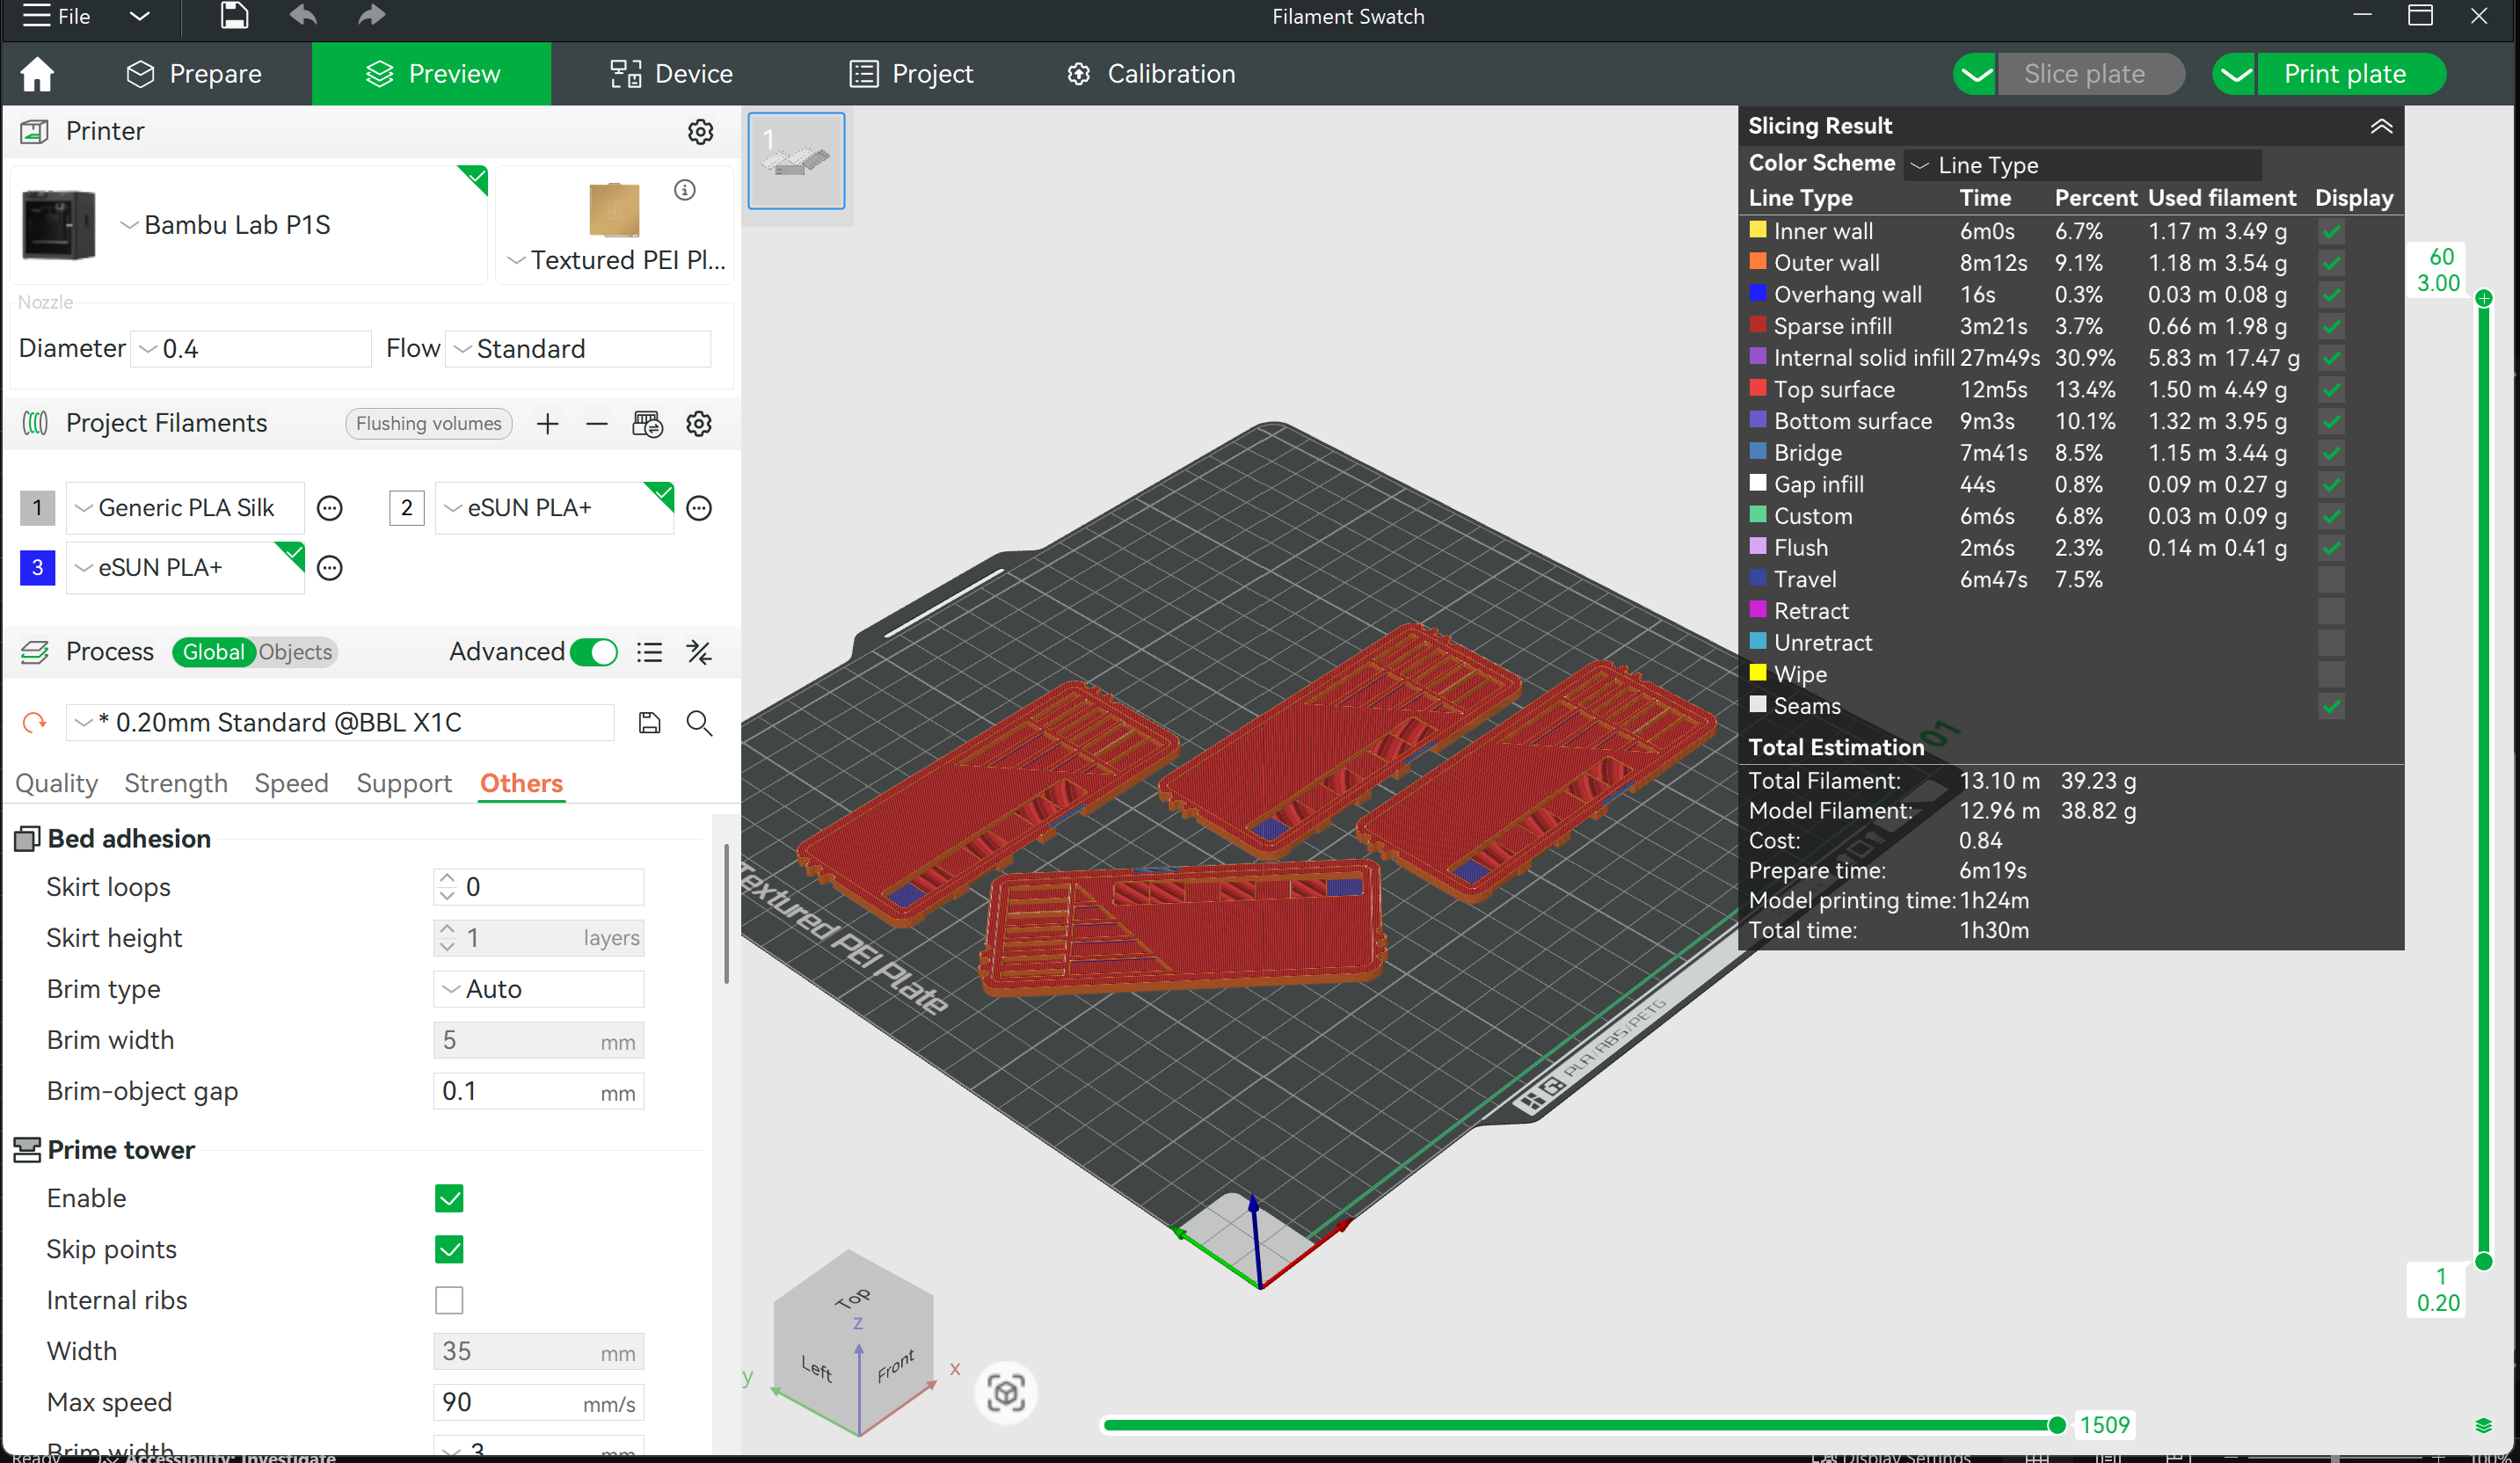 File
Filament Swatch
Prepare
Preview
Device
Project
Calibration
Slice plate
Print plate
Printer
Bambu Lab P1S
Textured PEI Pl...
Nozzle
Diameter 0.4 Flow Standard
Project Filaments Flushing volumes
1 Generic PLA Silk 2 eSUN PLA+
3 eSUN PLA+
Process Global Objects Advanced
* 0.20mm Standard @BBL X1C
Quality Strength Speed Support Others
Bed adhesion
Skirt loops 0
Skirt height 1 layers
Brim type Auto
Brim width 5 mm
Brim-object gap 0.1 mm
Prime tower
Enable
Skip points
Internal ribs
Width 35 mm
Max speed 90 mm/s
Brim width 3 mm
1
Slicing Result
Color Scheme Line Type
Line Type Time Percent Used filament Display
Inner wall 6m0s 6.7% 1.17 m 3.49 g
Outer wall 8m12s 9.1% 1.18 m 3.54 g
Overhang wall 16s 0.3% 0.03 m 0.08 g
Sparse infill 3m21s 3.7% 0.66 m 1.98 g
Internal solid infill 27m49s 30.9% 5.83 m 17.47 g
Top surface 12m5s 13.4% 1.50 m 4.49 g
Bottom surface 9m3s 10.1% 1.32 m 3.95 g
Bridge 7m41s 8.5% 1.15 m 3.44 g
Gap infill 44s 0.8% 0.09 m 0.27 g
Custom 6m6s 6.8% 0.03 m 0.09 g
Flush 2m6s 2.3% 0.14 m 0.41 g
Travel 6m47s 7.5%
Retract
Unretract
Wipe
Seams
Total Estimation
Total Filament: 13.10 m 39.23 g
Model Filament: 12.96 m 38.82 g
Cost: 0.84
Prepare time: 6m19s
Model printing time: 1h24m
Total time: 1h30m
01
60
3.00
1
0.20
Textured PEI Plate
PLA/ABS/PETG
Top
z
Left
Front
y
x
1509
Ready
Accessibility: Investigate
Display Settings
100%